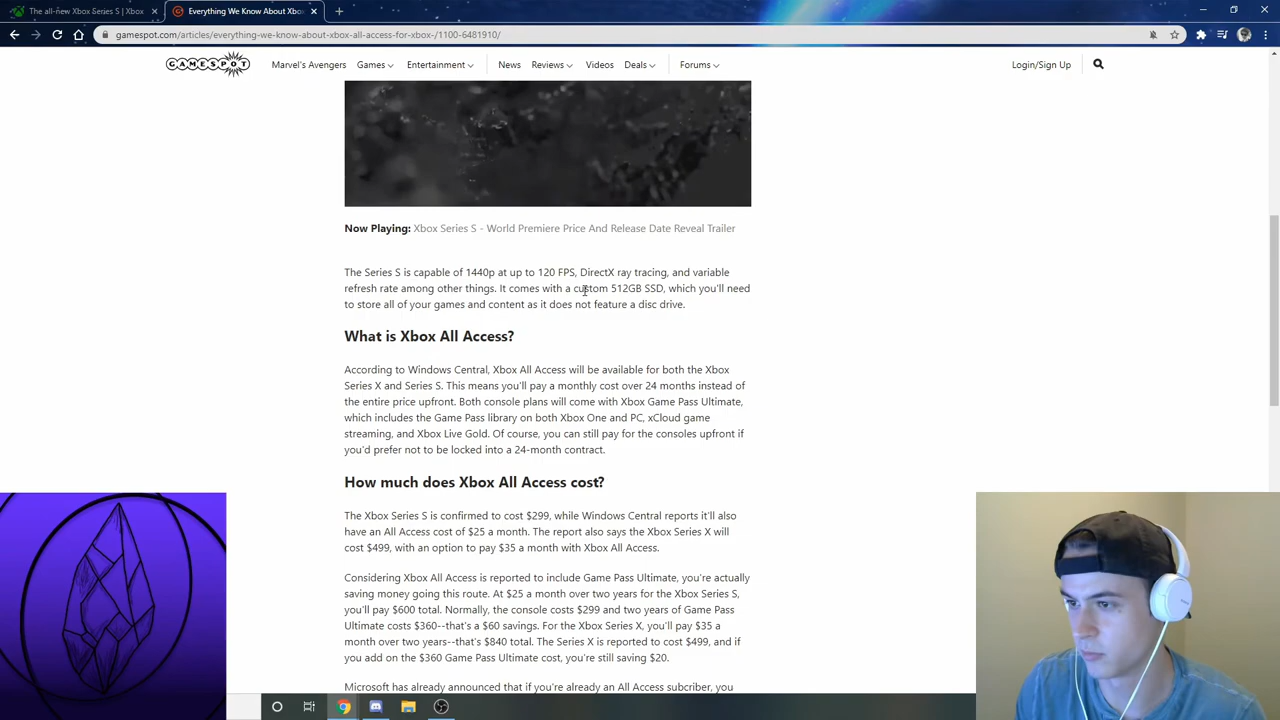 The all-new Xbox Series S | Xbox
Everything We Know About Xbox
gamespot.com/articles/everything-we-know-about-xbox-all-access-for-xbox-/1100-6481910/
GAMESPOT
Marvel's Avengers Games Entertainment News Reviews Videos Deals Forums Login/Sign Up
Now Playing: Xbox Series S - World Premiere Price And Release Date Reveal Trailer
The Series S is capable of 1440p at up to 120 FPS, DirectX ray tracing, and variable
refresh rate among other things. It comes with a custom 512GB SSD, which you'll need
to store all of your games and content as it does not feature a disc drive.
What is Xbox All Access?
According to Windows Central, Xbox All Access will be available for both the Xbox
Series X and Series S. This means you'll pay a monthly cost over 24 months instead of
the entire price upfront. Both console plans will come with Xbox Game Pass Ultimate,
which includes the Game Pass library on both Xbox One and PC, xCloud game
streaming, and Xbox Live Gold. Of course, you can still pay for the consoles upfront if
you'd prefer not to be locked into a 24-month contract.
How much does Xbox All Access cost?
The Xbox Series S is confirmed to cost $299, while Windows Central reports it'll also
have an All Access cost of $25 a month. The report also says the Xbox Series X will
cost $499, with an option to pay $35 a month with Xbox All Access.
Considering Xbox All Access is reported to include Game Pass Ultimate, you're actually
saving money going this route. At $25 a month over two years for the Xbox Series S,
you'll pay $600 total. Normally, the console costs $299 and two years of Game Pass
Ultimate costs $360--that's a $60 savings. For the Xbox Series X, you'll pay $35 a
month over two years--that's $840 total. The Series X is reported to cost $499, and if
you add on the $360 Game Pass Ultimate cost, you're still saving $20.
Microsoft has already announced that if you're already an All Access subcriber, you